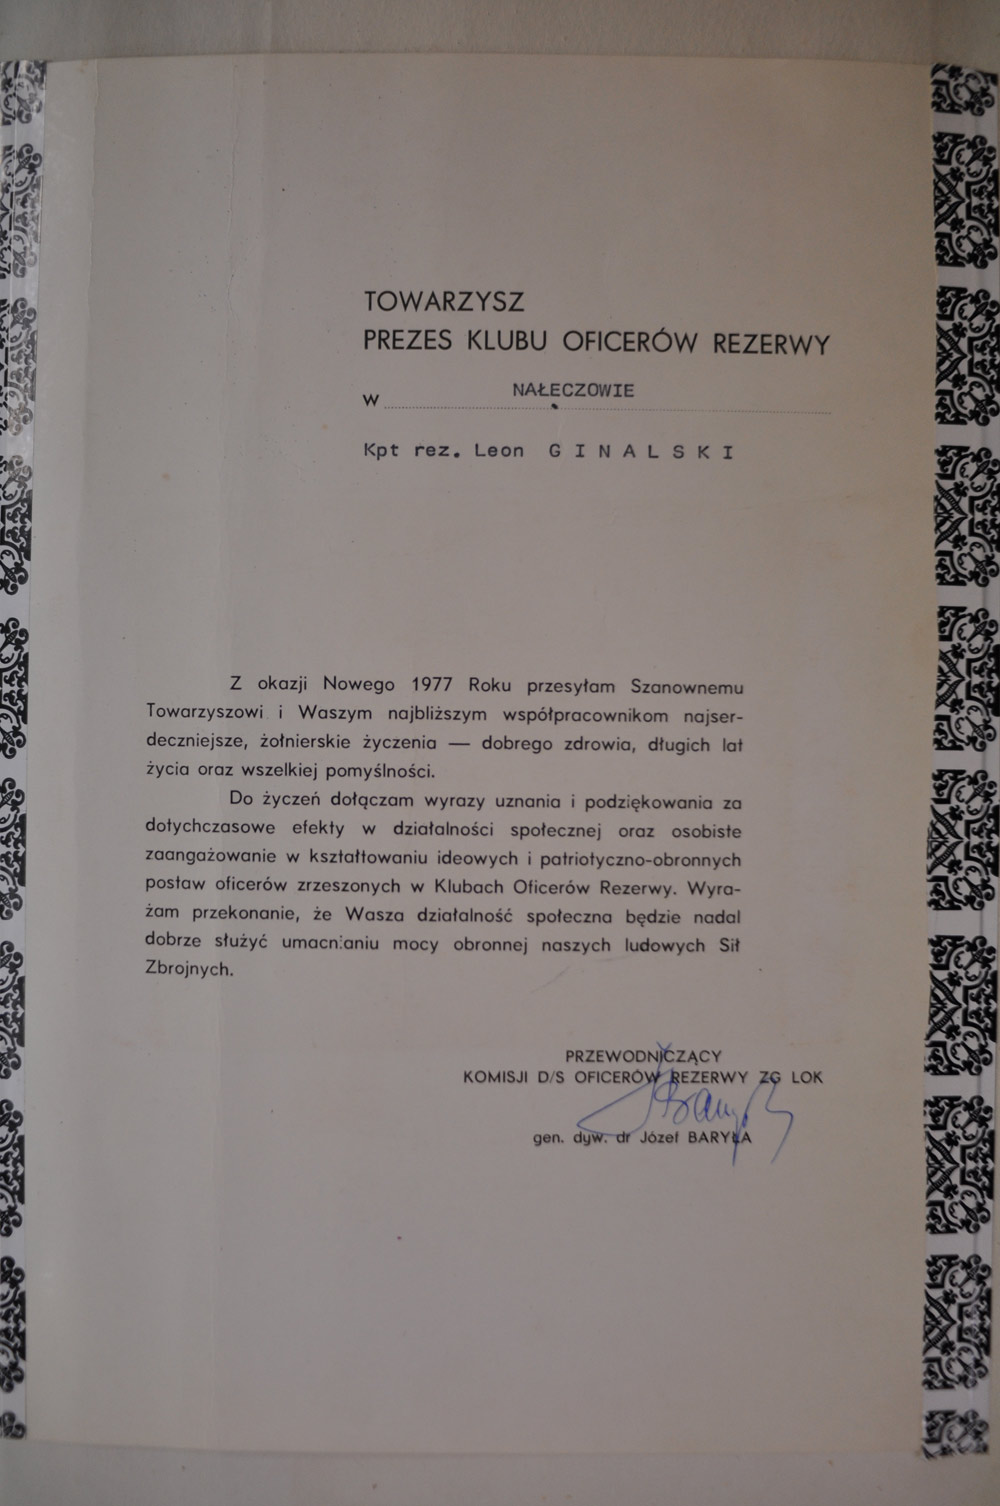 TOWARZYSZ
PREZES KLUBU OFICERÓW REZERWY
w NAŁĘCZOWIE
Kpt rez. Leon G I N A L S K I
Z okazji Nowego 1977 Roku przesyłam Szanownemu
Towarzyszowi i Waszym najbliższym współpracownikom najser-
deczniejsze, żołnierskie życzenia — dobrego zdrowia, długich lat
życia oraz wszelkiej pomyślności.
Do życzeń dołączam wyrazy uznania i podziękowania za
dotychczasowe efekty w działalności społecznej oraz osobiste
zaangażowanie w kształtowaniu ideowych i patriotyczno-obronnych
postaw oficerów zrzeszonych w Klubach Oficerów Rezerwy. Wyra-
żam przekonanie, że Wasza działalność społeczna będzie nadal
dobrze służyć umacnianiu mocy obronnej naszych ludowych Sił
Zbrojnych.
PRZEWODNICZĄCY
KOMISJI D/S OFICERÓW REZERWY ZG LOK
gen. dyw. dr Józef BARYŁA